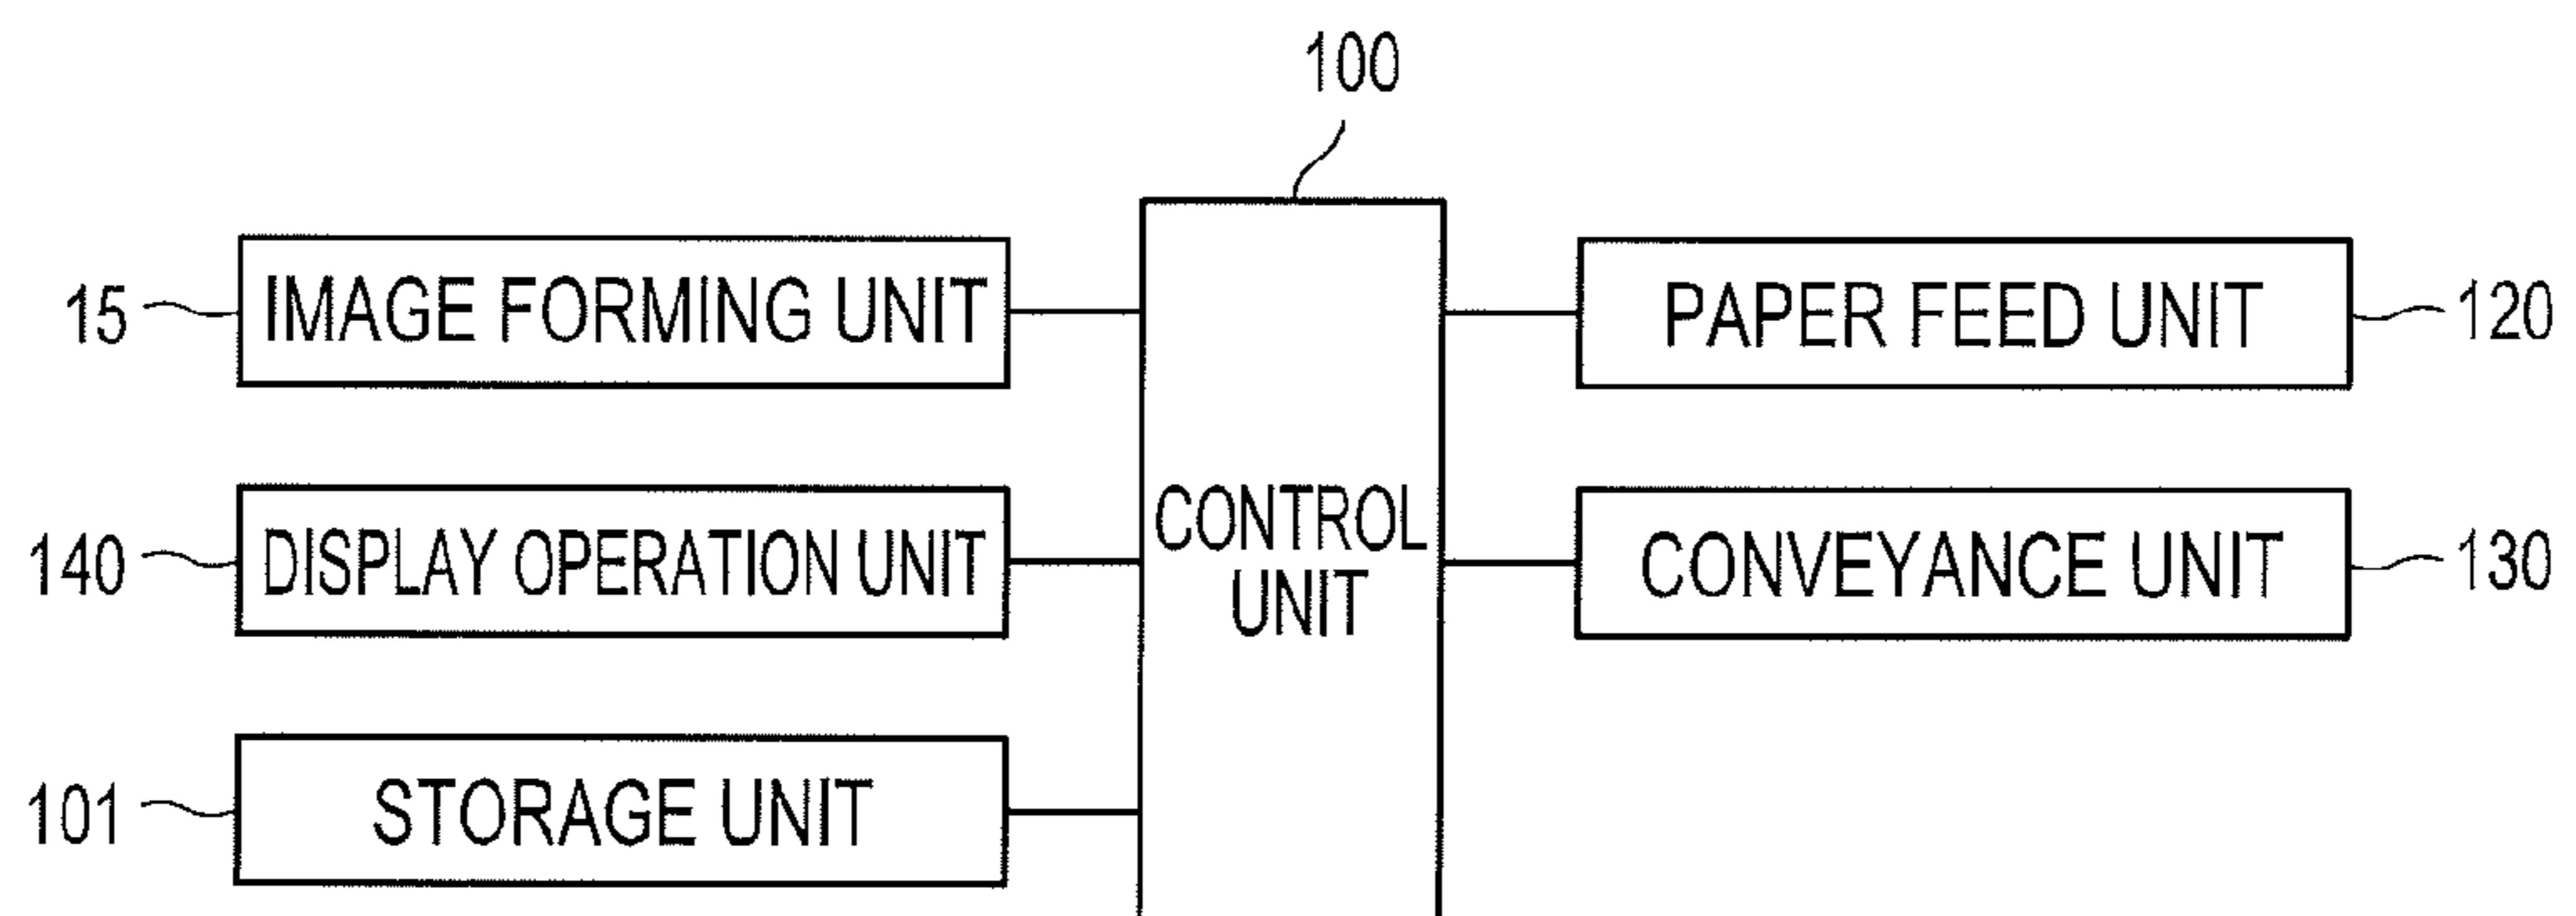 100
15
IMAGE FORMING UNIT
PAPER FEED UNIT
120
140
DISPLAY OPERATION UNIT
CONTROL
UNIT
CONVEYANCE UNIT
130
101
STORAGE UNIT